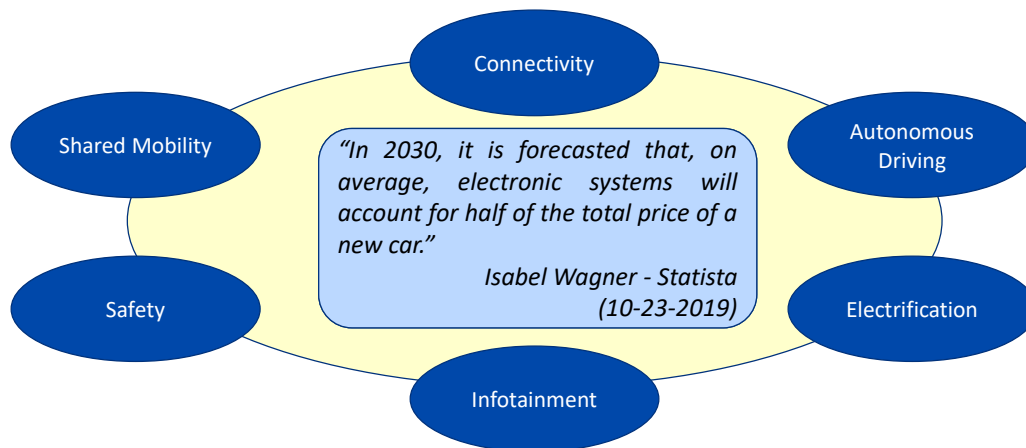 Connectivity
Shared Mobility
Autonomous
Driving
“In 2030, it is forecasted that, on
average, electronic systems will
account for half of the total price of a
new car.”
Isabel Wagner - Statista
(10-23-2019)
Safety
Electrification
Infotainment